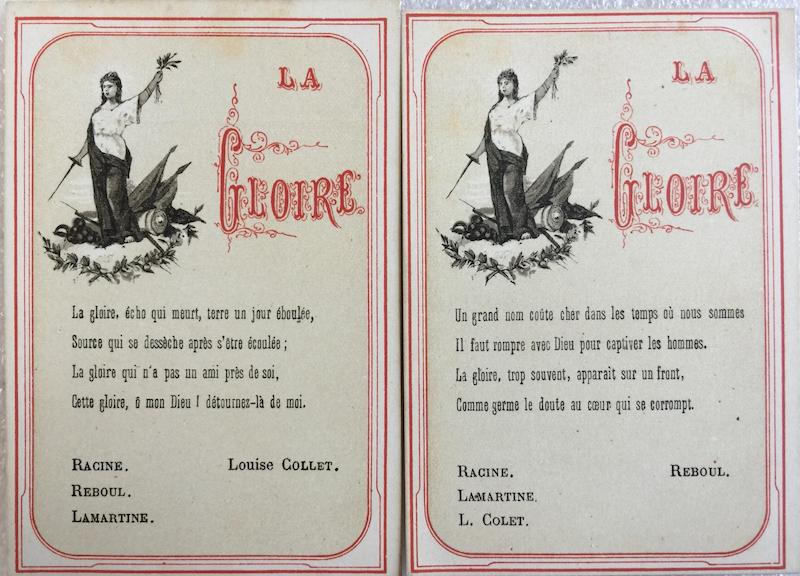 LA
GLOIRE
La gloire, écho qui meurt, terre un jour éboulée,
Source qui se dessèche après s'être écoulée ;
La gloire qui n'a pas un ami près de soi,
Cette gloire, ô mon Dieu ! détournez-là de moi.
RACINE.
Louise COLLET.
REBOUL.
LAMARTINE.
LA
GLOIRE
Un grand nom coûte cher dans les temps où nous sommes
Il faut rompre avec Dieu pour captiver les hommes.
La gloire, trop souvent, apparait sur un front,
Comme germe le doute au cœur qui se corrompt.
RACINE.
REBOUL.
LAMARTINE.
L. COLET.